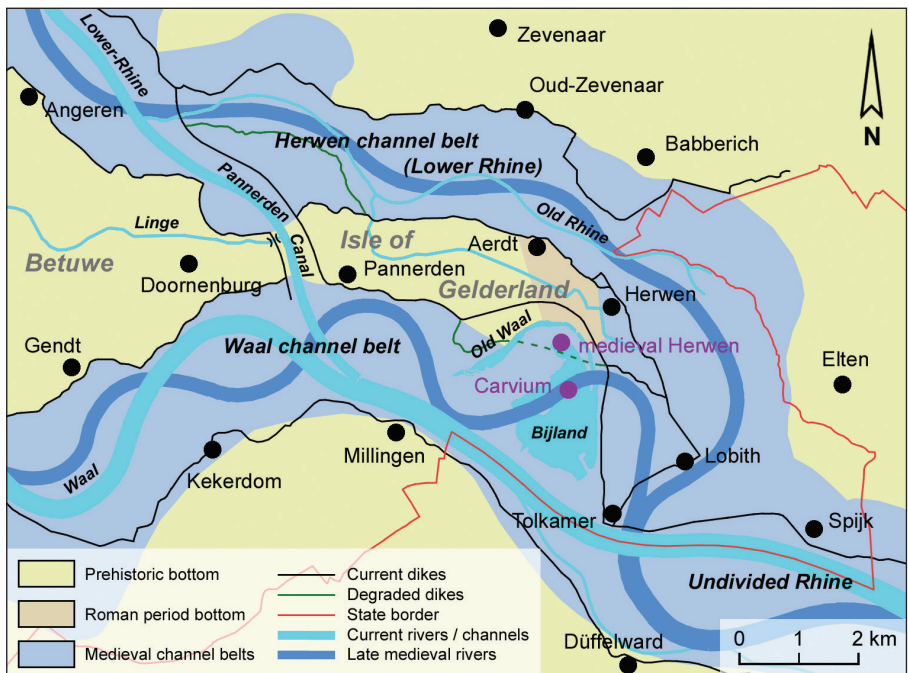 Zevenaar
Lower-Rhine
Oud-Zevenaar
Angeren
N
Herwen channel belt
(Lower Rhine)
Babberich
Pannerden
Canal
Old Rhine
Linge
Isle of
Aerdt
Betuwe
Pannerden
Doornenburg
Gelderland
Herwen
Old Waal
Gendt
Waal channel belt
medieval Herwen
Elten
Carvium
Bijland
Millingen
Lobith
Kekerdom
Waal
Tolkamer
Spijk
Undivided Rhine
Düffelward
Prehistoric bottom
Roman period bottom
Medieval channel belts
Current dikes
Degraded dikes
State border
Current rivers / channels
Late medieval rivers
0 1 2 km